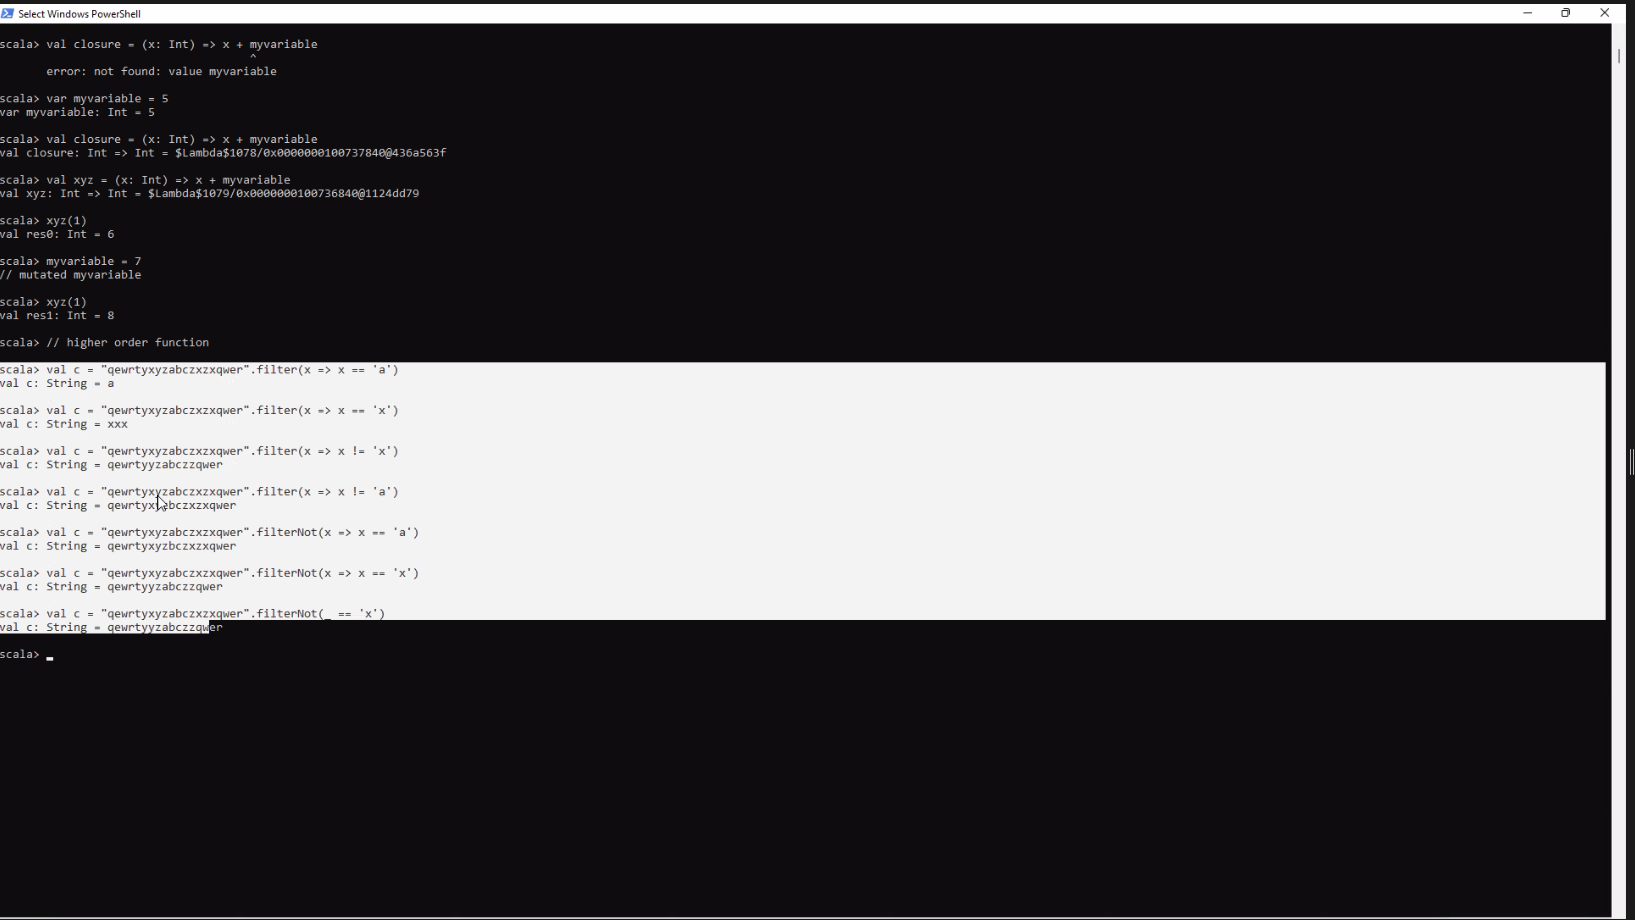 Select Windows PowerShell
scala> val closure = (x: Int) => x + myvariable
^
error: not found: value myvariable
scala> var myvariable = 5
var myvariable: Int = 5
scala> val closure = (x: Int) => x + myvariable
val closure: Int => Int = $Lambda$1078/0x0000000100737840@436a563f
scala> val xyz = (x: Int) => x + myvariable
val xyz: Int => Int = $Lambda$1079/0x0000000100736840@1124dd79
scala> xyz(1)
val res0: Int = 6
scala> myvariable = 7
// mutated myvariable
scala> xyz(1)
val res1: Int = 8
scala> // higher order function
scala> val c = "qewrtyxyzabczxzxqwer".filter(x => x == 'a')
val c: String = a
scala> val c = "qewrtyxyzabczxzxqwer".filter(x => x == 'x')
val c: String = xxx
scala> val c = "qewrtyxyzabczxzxqwer".filter(x => x != 'x')
val c: String = qewrtyyzabczzqwer
scala> val c = "qewrtyxyzabczxzxqwer".filter(x => x != 'a')
val c: String = qewrtyxyzbczxzxqwer
scala> val c = "qewrtyxyzabczxzxqwer".filterNot(x => x == 'a')
val c: String = qewrtyxyzbczxzxqwer
scala> val c = "qewrtyxyzabczxzxqwer".filterNot(x => x == 'x')
val c: String = qewrtyyzabczzqwer
scala> val c = "qewrtyxyzabczxzxqwer".filterNot(_ == 'x')
val c: String = qewrtyyzabczzqwer
scala> _